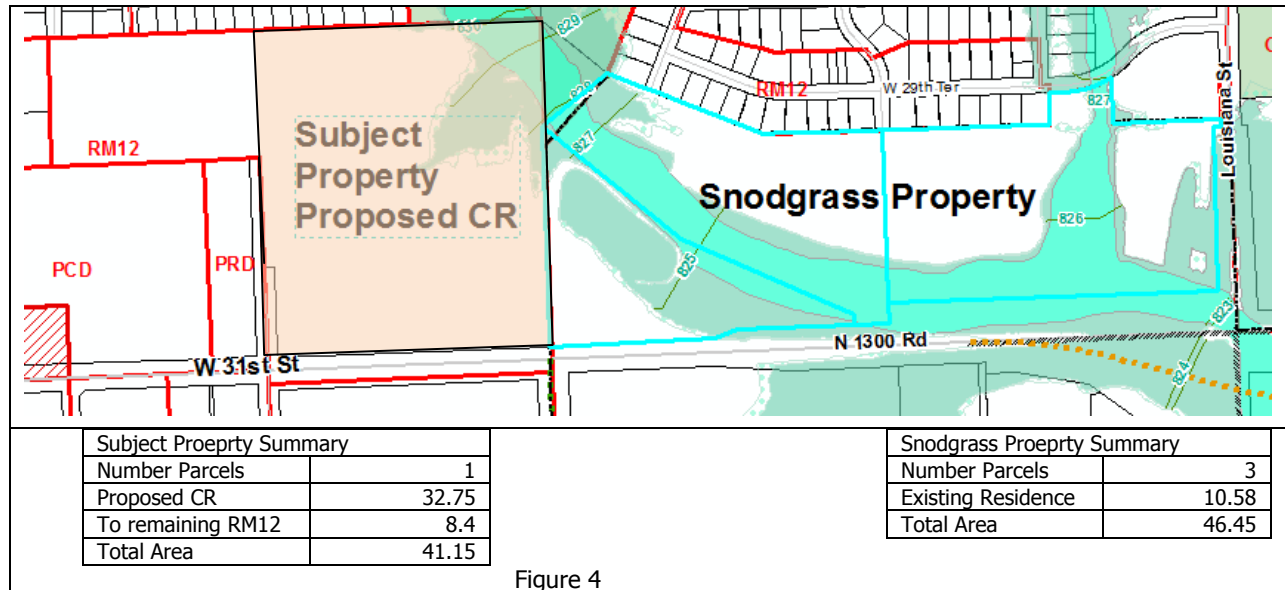 829
830
828
827
RM12
W 29th Ter
827
Louisiana St
RM12
Subject
Property
Proposed CR
Snodgrass Property
826
PCD
PRD
825
823
N 1300 Rd
W 31st St
824
Subject Proeprty Summary
Number Parcels 1
Proposed CR 32.75
To remaining RM12 8.4
Total Area 41.15
Snodgrass Proeprty Summary
Number Parcels 3
Existing Residence 10.58
Total Area 46.45
Figure 4